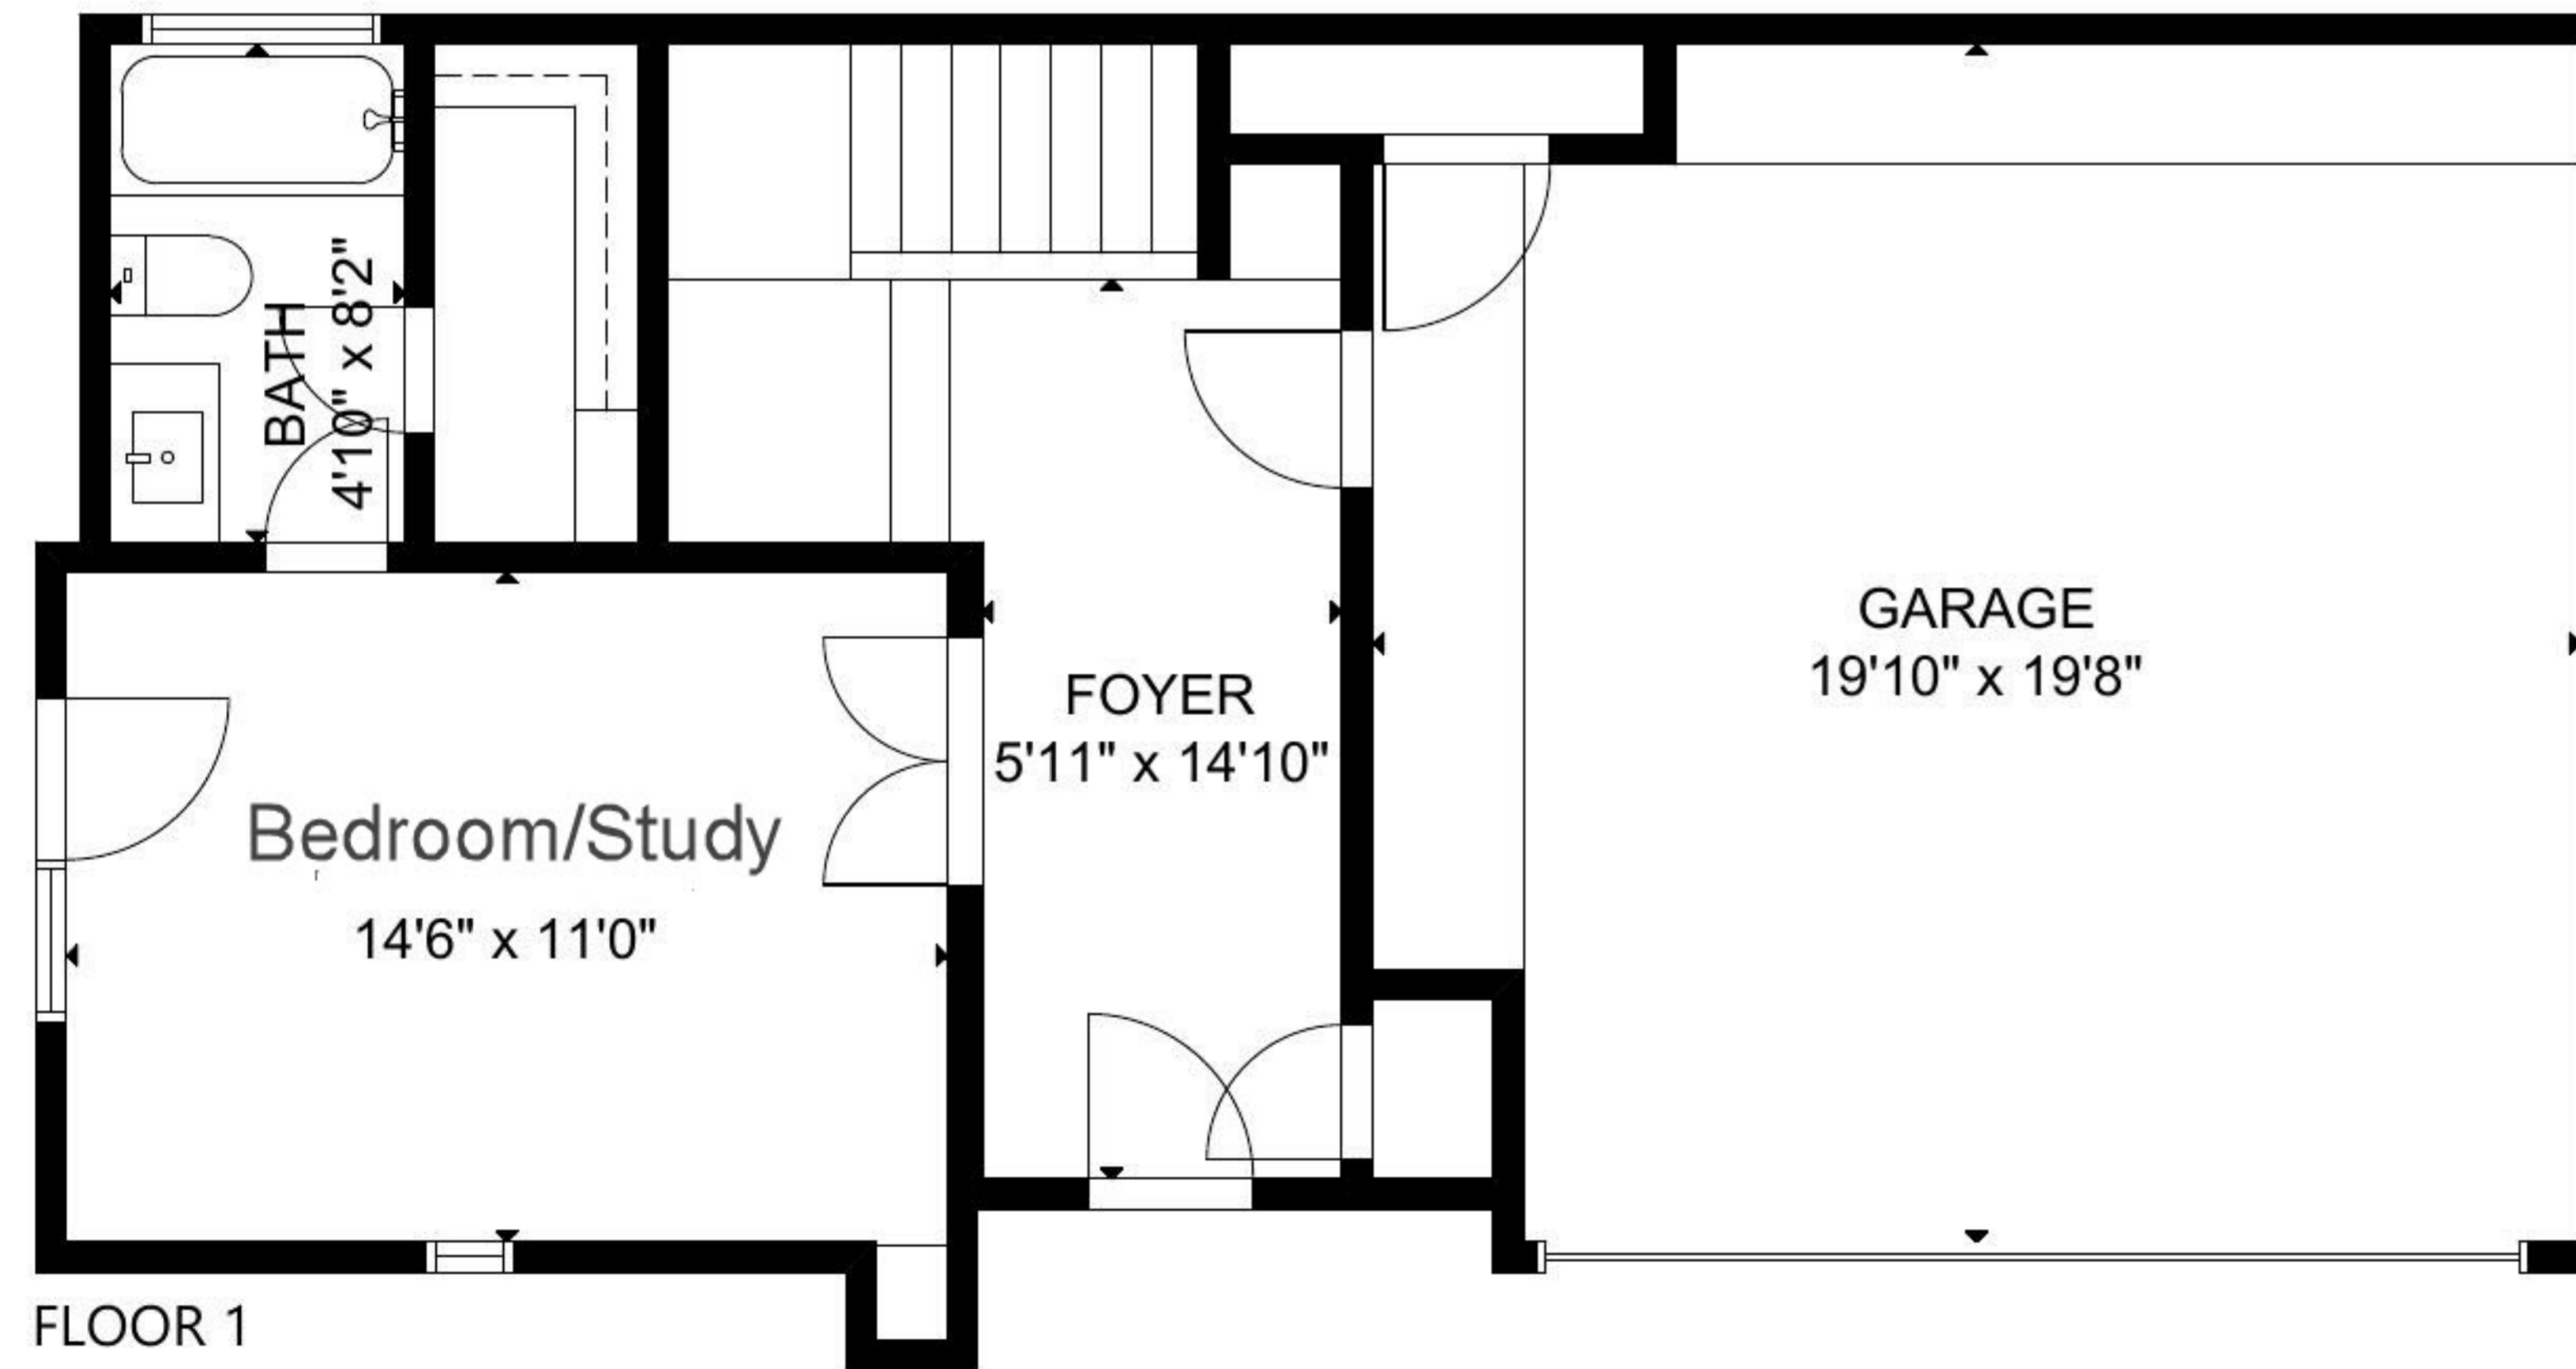 BATH
4'10" x 8'2"
GARAGE
19'10" x 19'8"
FOYER
5'11" x 14'10"
Bedroom/Study
14'6" x 11'0"
FLOOR 1